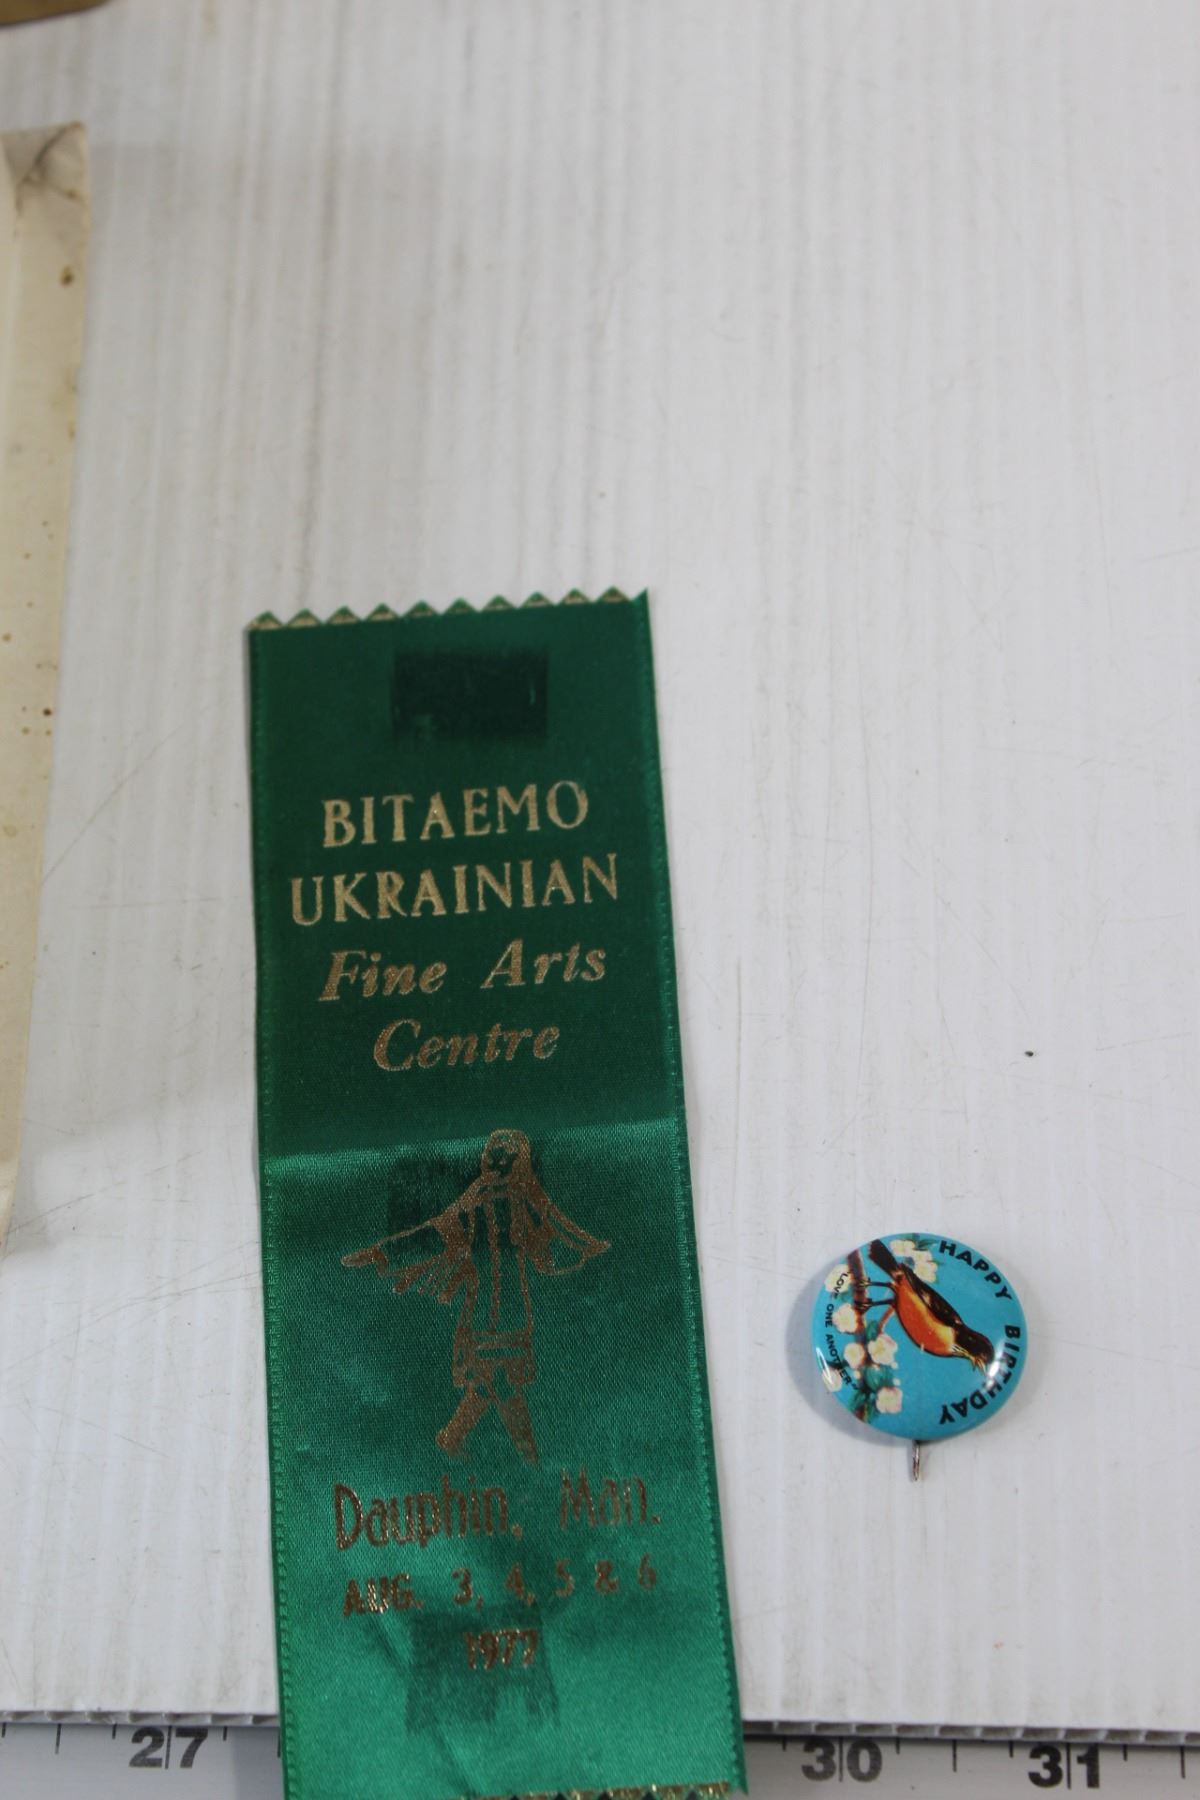 BITAEMO
UKRAINIAN
Fine Arts
Centre
Dauphin, Man.
AUG. 3, 4, 5 & 6
1977
HAPPY BIRTHDAY
"LOVE ONE ANOTHER"
27
30
31